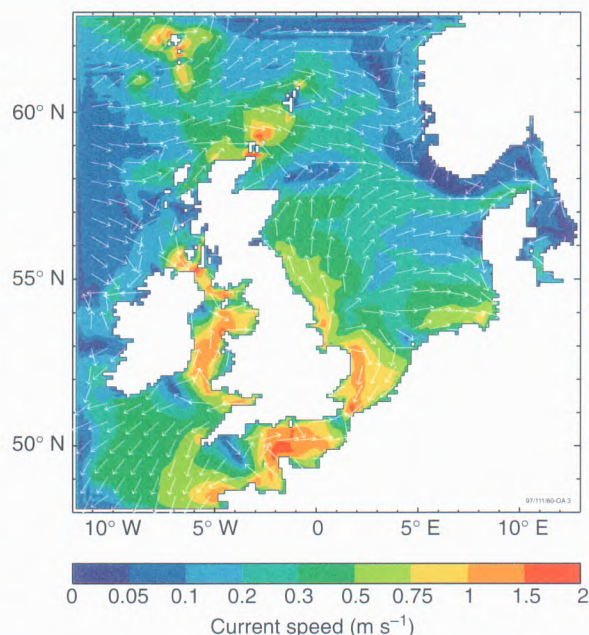 60° N
55° N
50° N
97/111/60-OA 3
10° W 5° W 0 5° E 10° E
0 0.05 0.1 0.2 0.3 0.5 0.75 1 1.5 2
Current speed (m s⁻¹)